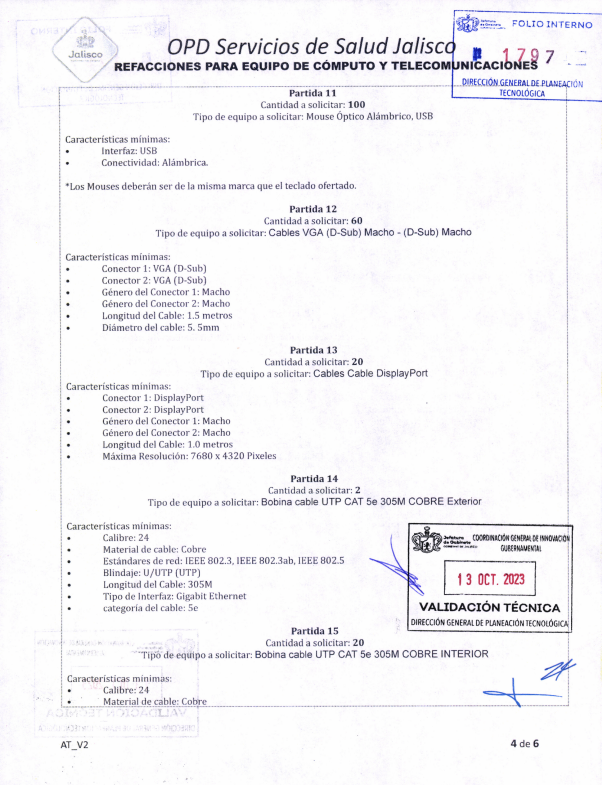 Jalisco
OPD Servicios de Salud Jalisco
REFACCIONES PARA EQUIPO DE CÓMPUTO Y TELECOMUNICACIONES
Jefatura de Gabinete
FOLIO INTERNO
1797
DIRECCIÓN GENERAL DE PLANEACIÓN
TECNOLÓGICA
Partida 11
Cantidad a solicitar: 100
Tipo de equipo a solicitar: Mouse Óptico Alámbrico, USB
Características mínimas:
• Interfaz: USB
• Conectividad: Alámbrica.
*Los Mouses deberán ser de la misma marca que el teclado ofertado.
Partida 12
Cantidad a solicitar: 60
Tipo de equipo a solicitar: Cables VGA (D-Sub) Macho - (D-Sub) Macho
Características mínimas:
• Conector 1: VGA (D-Sub)
• Conector 2: VGA (D-Sub)
• Género del Conector 1: Macho
• Género del Conector 2: Macho
• Longitud del Cable: 1.5 metros
• Diámetro del cable: 5. 5mm
Partida 13
Cantidad a solicitar: 20
Tipo de equipo a solicitar: Cables Cable DisplayPort
Características mínimas:
• Conector 1: DisplayPort
• Conector 2: DisplayPort
• Género del Conector 1: Macho
• Género del Conector 2: Macho
• Longitud del Cable: 1.0 metros
• Máxima Resolución: 7680 x 4320 Pixeles
Partida 14
Cantidad a solicitar: 2
Tipo de equipo a solicitar: Bobina cable UTP CAT 5e 305M COBRE Exterior
Características mínimas:
• Calibre: 24
• Material de cable: Cobre
• Estándares de red: IEEE 802.3, IEEE 802.3ab, IEEE 802.5
• Blindaje: U/UTP (UTP)
• Longitud del Cable: 305M
• Tipo de Interfaz: Gigabit Ethernet
• categoría del cable: 5e
Jefatura de Gabinete
COORDINACIÓN GENERAL DE INNOVACIÓN
GUBERNAMENTAL
13 OCT. 2023
VALIDACIÓN TÉCNICA
DIRECCIÓN GENERAL DE PLANEACIÓN TECNOLÓGICA
Partida 15
Cantidad a solicitar: 20
Tipo de equipo a solicitar: Bobina cable UTP CAT 5e 305M COBRE INTERIOR
Características mínimas:
• Calibre: 24
• Material de cable: Cobre
AT_V2
4 de 6